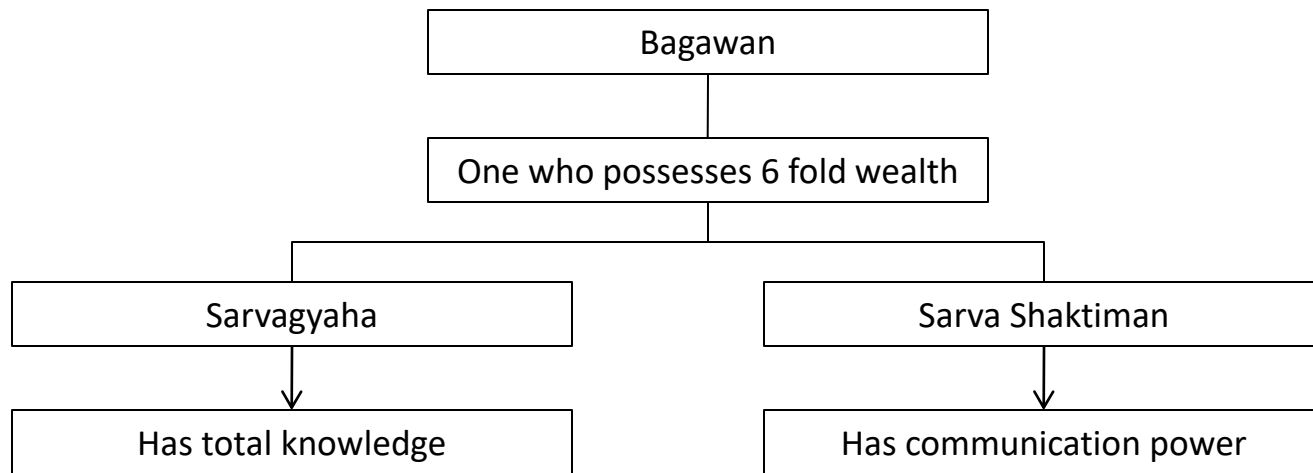 Bagawan
One who possesses 6 fold wealth
Sarvagyaha
Sarva Shaktiman
Has total knowledge
Has communication power